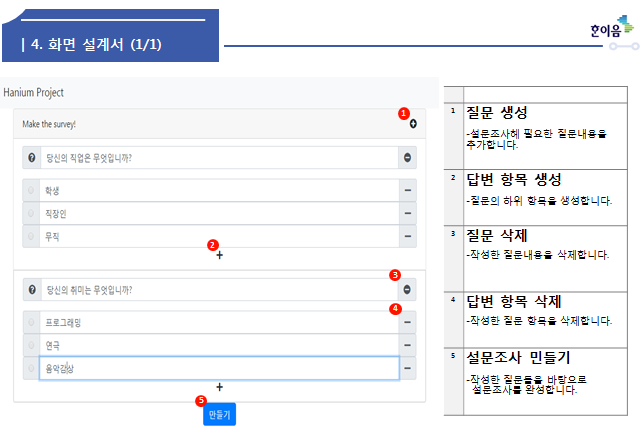 | 4. 화면 설계서 (1/1)
한이음
Hanium Project
Make the survey!
1
당신의 직업은 무엇입니까?
학생
직장인
무직
2
+
3
당신의 취미는 무엇입니까?
4
프로그래밍
연극
음악감상
+
5
만들기
1 질문 생성
-설문조사에 필요한 질문내용을
추가합니다.
2 답변 항목 생성
-질문의 하위 항목을 생성합니다.
3 질문 삭제
-작성한 질문내용을 삭제합니다.
4 답변 항목 삭제
-작성한 질문 항목을 삭제합니다.
5 설문조사 만들기
-작성한 질문들을 바탕으로
설문조사를 완성합니다.